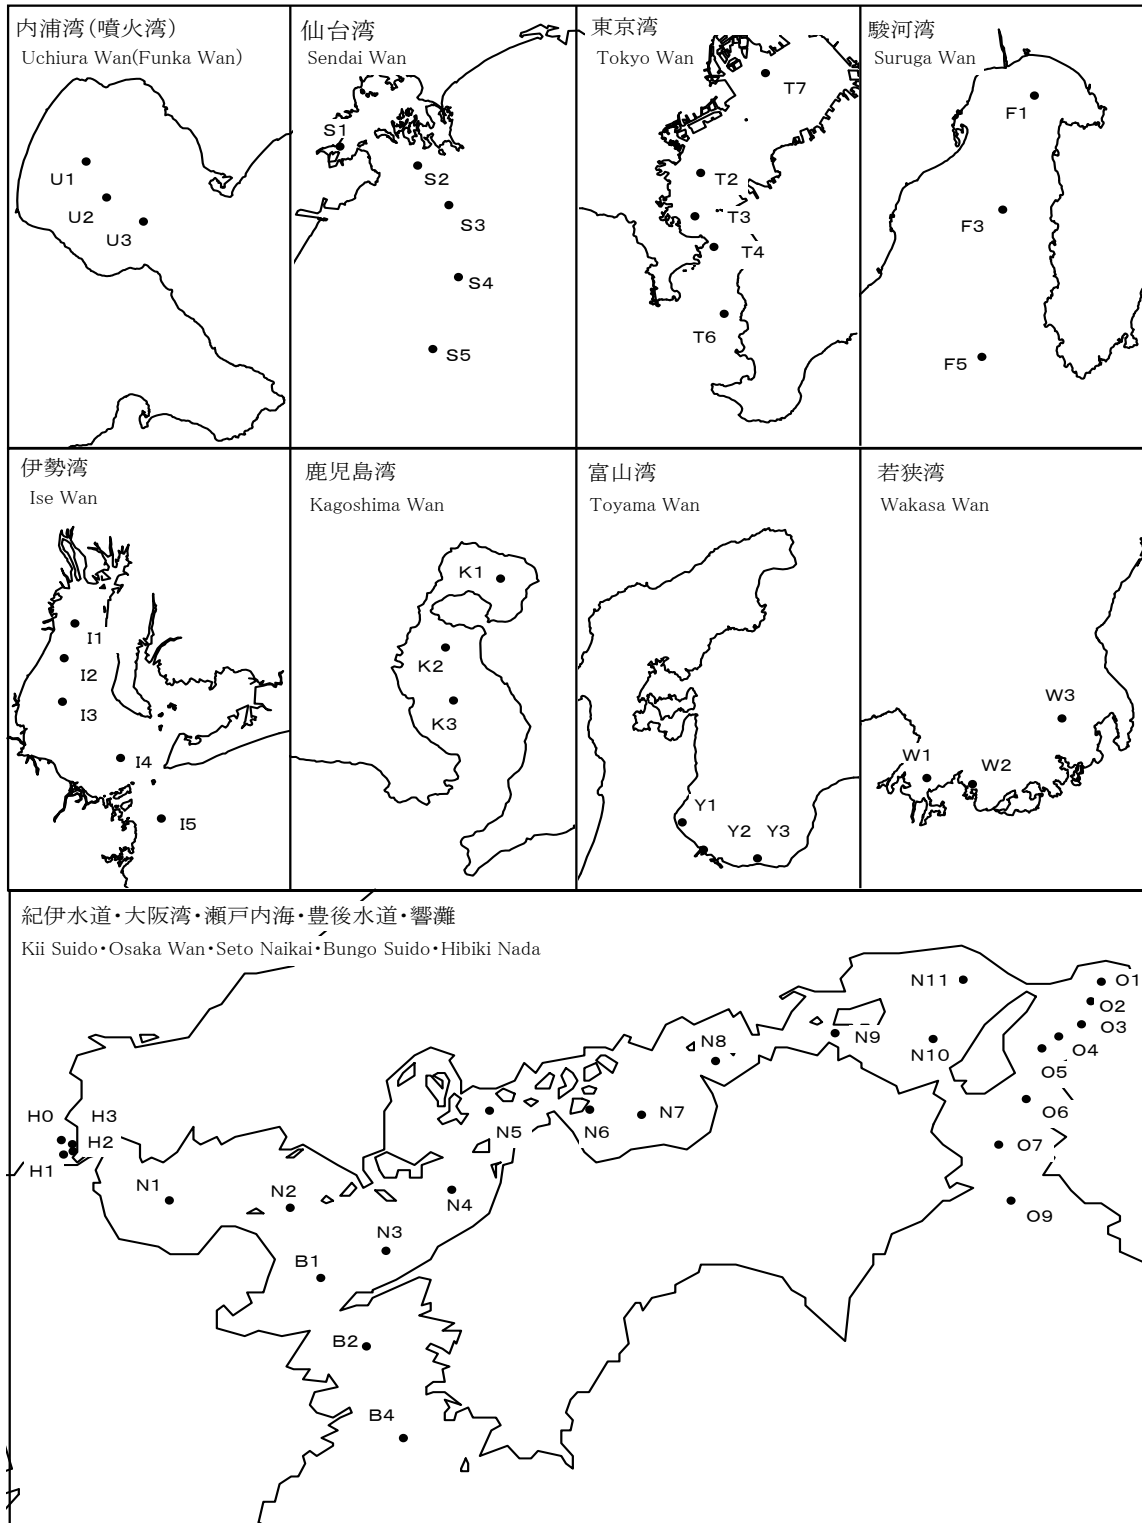 内浦湾(噴火湾)
Uchiura Wan(Funka Wan)
U1
U2
U3
仙台湾
Sendai Wan
S1
S2
S3
S4
S5
東京湾
Tokyo Wan
T7
T2
T3
T4
T6
駿河湾
Suruga Wan
F1
F3
F5
伊勢湾
Ise Wan
I1
I2
I3
I4
I5
鹿児島湾
Kagoshima Wan
K1
K2
K3
富山湾
Toyama Wan
Y1
Y2
Y3
若狭湾
Wakasa Wan
W3
W1
W2
紀伊水道・大阪湾・瀬戸内海・豊後水道・響灘
Kii Suido・Osaka Wan・Seto Naikai・Bungo Suido・Hibiki Nada
N11
O1
O2
O3
N9
N8
O4
N10
O5
H0
H3
O6
N5
N6
N7
H2
O7
H1
N1
N2
N4
O9
N3
B1
B2
B4